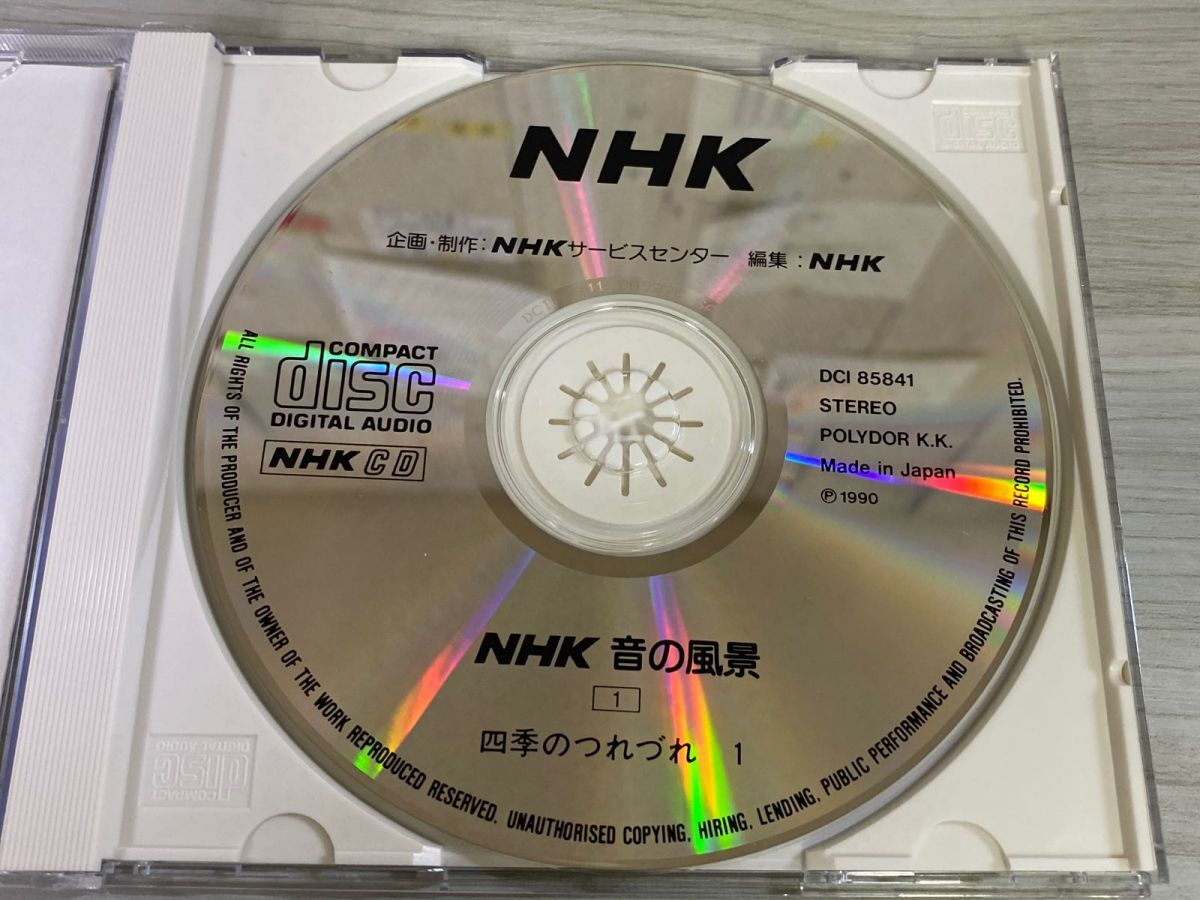 NHK
企画・制作：NHKサービスセンター 編集：NHK
COMPACT
disc
DIGITAL AUDIO
NHK CD
DCI 85841
STEREO
POLYDOR K.K.
Made in Japan
℗ 1990
NHK 音の風景
1
四季のつれづれ 1
ALL RIGHTS OF THE PRODUCER AND OF THE OWNER OF THE WORK REPRODUCED RESERVED. UNAUTHORISED COPYING, HIRING, LENDING, PUBLIC PERFORMANCE AND BROADCASTING OF THIS RECORD PROHIBITED.
disc
DIGITAL AUDIO
COMPACT
disc
DIGITAL AUDIO